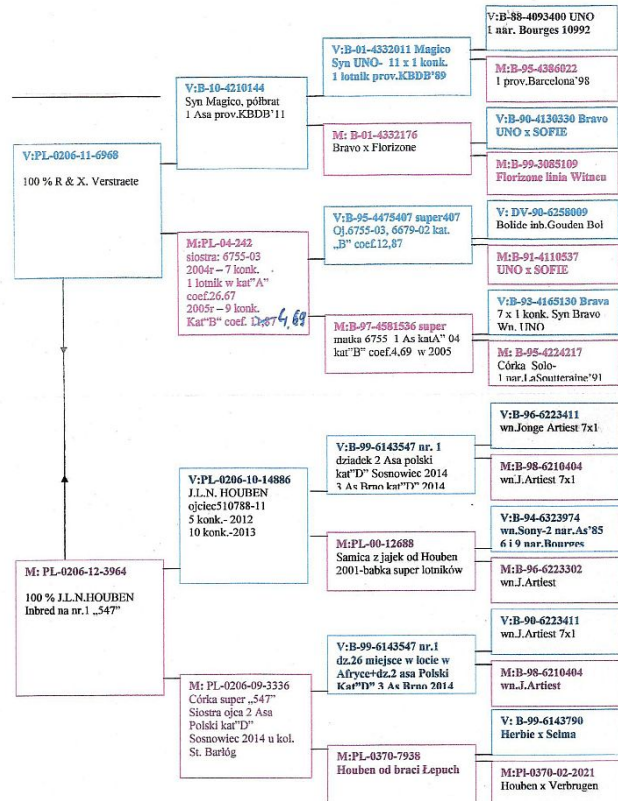 V:PL-0206-11-6968
100 % R & X. Verstraete
M: PL-0206-12-3964
100 % J.L.N.HOUBEN
Inbred na nr.1 „547"
V:B-10-4210144
Syn Magico, półbrat
1 Asa prov.KBDB'11
M:PL-04-242
siostra: 6755-03
2004r – 7 konk.
1 lotnik w kat"A"
coef.26.67
2005r – 9 konk.
Kat"B" coef. 4,69
V:PL-0206-10-14886
J.L.N. HOUBEN
ojciec510788-11
5 konk.- 2012
10 konk.-2013
M: PL-0206-09-3336
Córka super „547"
Siostra ojca 2 Asa
Polski kat"D"
Sosnowiec 2014 u kol.
St. Barłóg
V:B-01-4332011 Magico
Syn UNO- 11 x 1 konk.
1 lotnik prov.KBDB'89
M: B-01-4332176
Bravo x Florizone
V:B-95-4475407 super407
Oj.6755-03, 6679-02 kat.
„B" coef.12,87
M:B-97-4581536 super
matka 6755 1 As katA" 04
kat"B" coef.4,69 w 2005
V:B-99-6143547 nr. 1
dziadek 2 Asa polski
kat"D" Sosnowiec 2014
3 As Brno kat"D" 2014
M:PL-00-12688
Samica z jajek od Houben
2001-babka super lotników
V:B-99-6143547 nr.1
dz.26 miejsce w locie w
Afryce+dz.2 asa Polski
Kat"D" 3 As Brno 2014
M:PL-0370-7938
Houben od braci Łepuch
V:B-88-4093400 UNO
1 nar. Bourges 10992
M:B-95-4386022
1 prov.Barcelona'98
V:B-90-4130330 Bravo
UNO x SOFIE
M:B-99-3085109
Florizone linia Witneu
V: DV-90-6258009
Bolide inb.Gouden Bol
M:B-91-4110537
UNO x SOFIE
V:B-93-4165130 Brava
7 x 1 konk. Syn Bravo
Wn. UNO
M: B-95-4224217
Córka Solo-
1 nar.LaSoutteraine'91
V:B-96-6223411
wn.Jonge Artiest 7x1
M:B-98-6210404
wn.J.Artiest 7x1
V:B-94-6323974
wn.Sony-2 nar.As'85
6 i 9 nar.Bourges
M:B-96-6223302
wn.J.Artiest
V:B-90-6223411
wn.J.Artiest 7x1
M:B-98-6210404
wn.J.Artiest
V: B-99-6143790
Herbie x Selma
M:Pl-0370-02-2021
Houben x Verbrugen